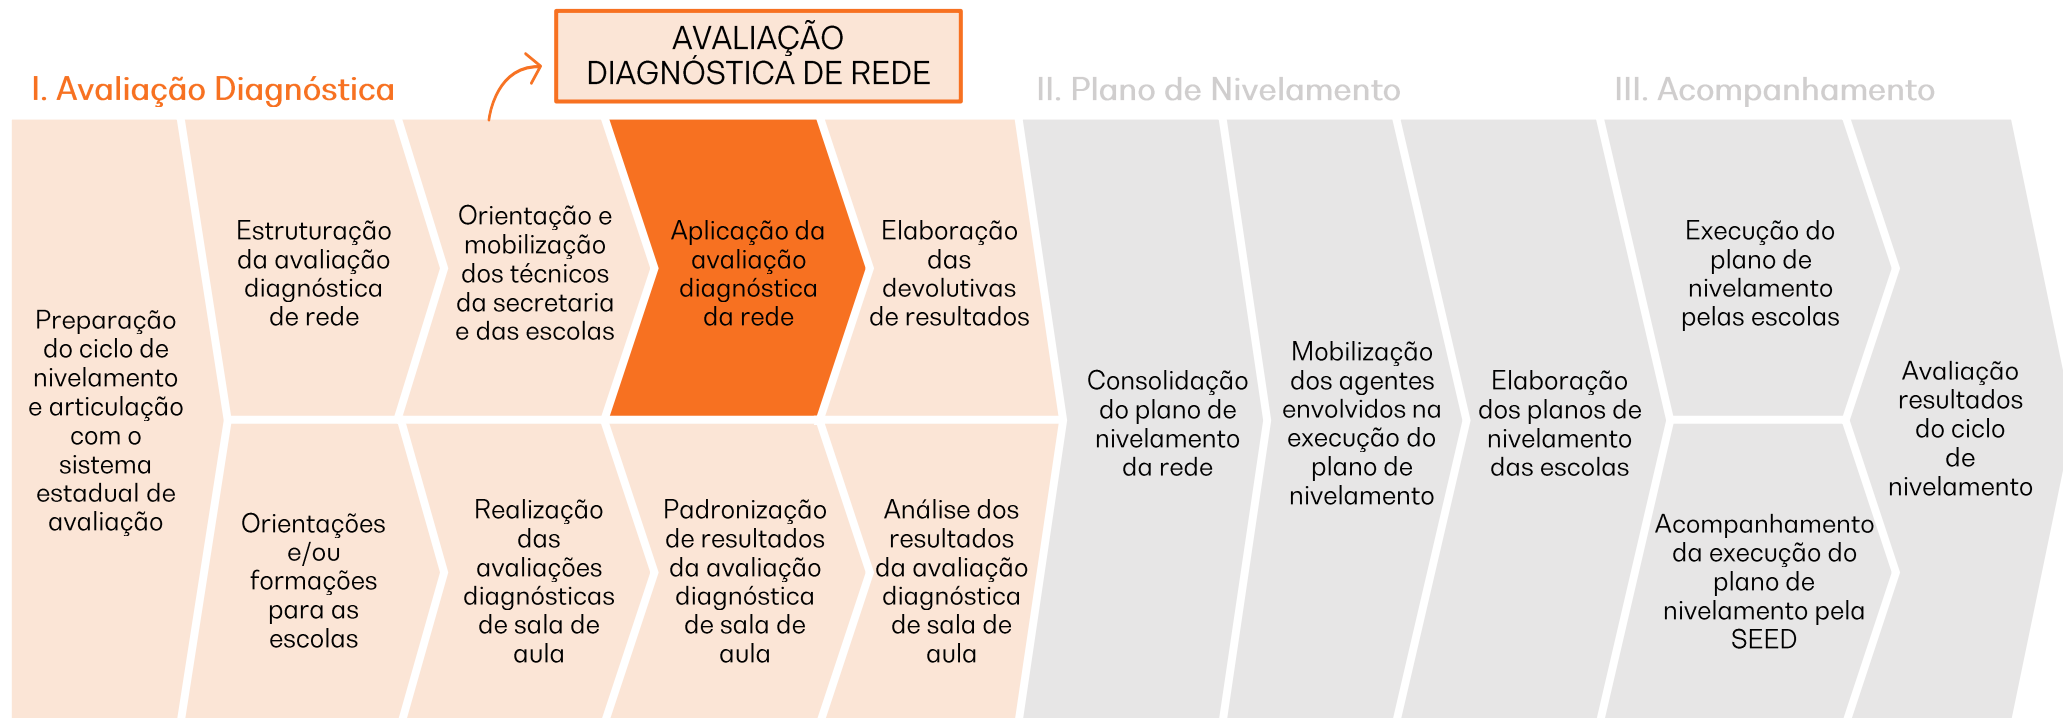 AVALIAÇÃO
DIAGNÓSTICA DE REDE
I. Avaliação Diagnóstica
II. Plano de Nivelamento
III. Acompanhamento
Preparação
do ciclo de
nivelamento
e articulação
com o
sistema
estadual de
avaliação
Estruturação
da avaliação
diagnóstica
de rede
Orientação e
mobilização
dos técnicos
da secretaria
e das escolas
Aplicação da
avaliação
diagnóstica
da rede
Elaboração
das
devolutivas
de resultados
Orientações
e/ou
formações
para as
escolas
Realização
das
avaliações
diagnósticas
de sala de
aula
Padronização
de resultados
da avaliação
diagnóstica
de sala de
aula
Análise dos
resultados
da avaliação
diagnóstica
de sala de
aula
Consolidação
do plano de
nivelamento
da rede
Mobilização
dos agentes
envolvidos na
execução do
plano de
nivelamento
Elaboração
dos planos de
nivelamento
das escolas
Execução do
plano de
nivelamento
pelas escolas
Acompanhamento
da execução do
plano de
nivelamento pela
SEED
Avaliação
resultados
do ciclo
de
nivelamento